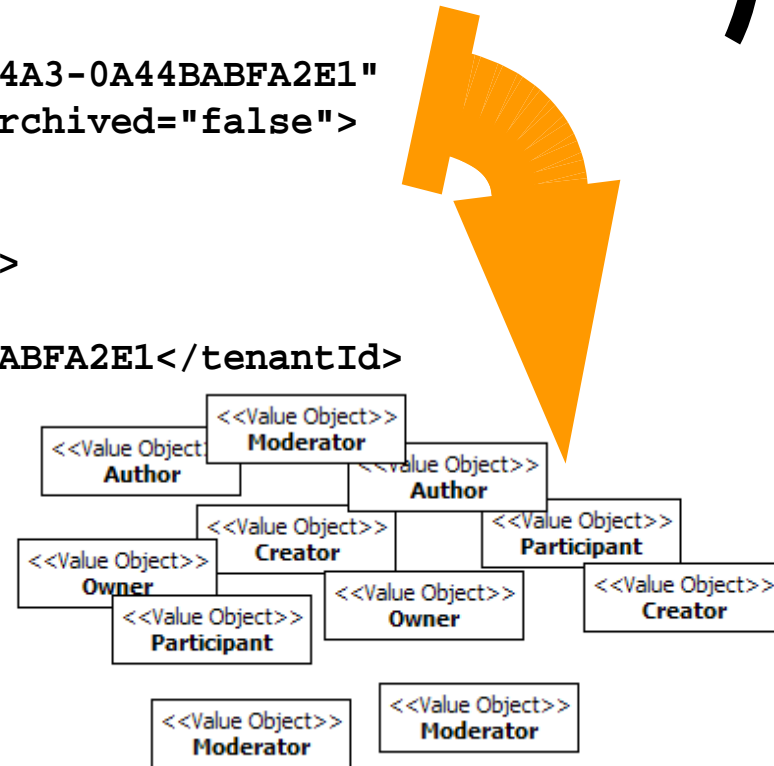 4A3-0A44BABFA2E1"
rchived="false">
>
ABFA2E1</tenantId>
<<Value Object>>
Moderator
<<Value Object
Author
<<Value Object>>
Author
<<Value Object>>
Creator
<<Value Object>>
Participant
<<Value Object>>
Owner
<<Value Object>>
Owner
<<Value Object>>
Creator
<<Value Object>>
Participant
<<Value Object>>
Moderator
<<Value Object>>
Moderator